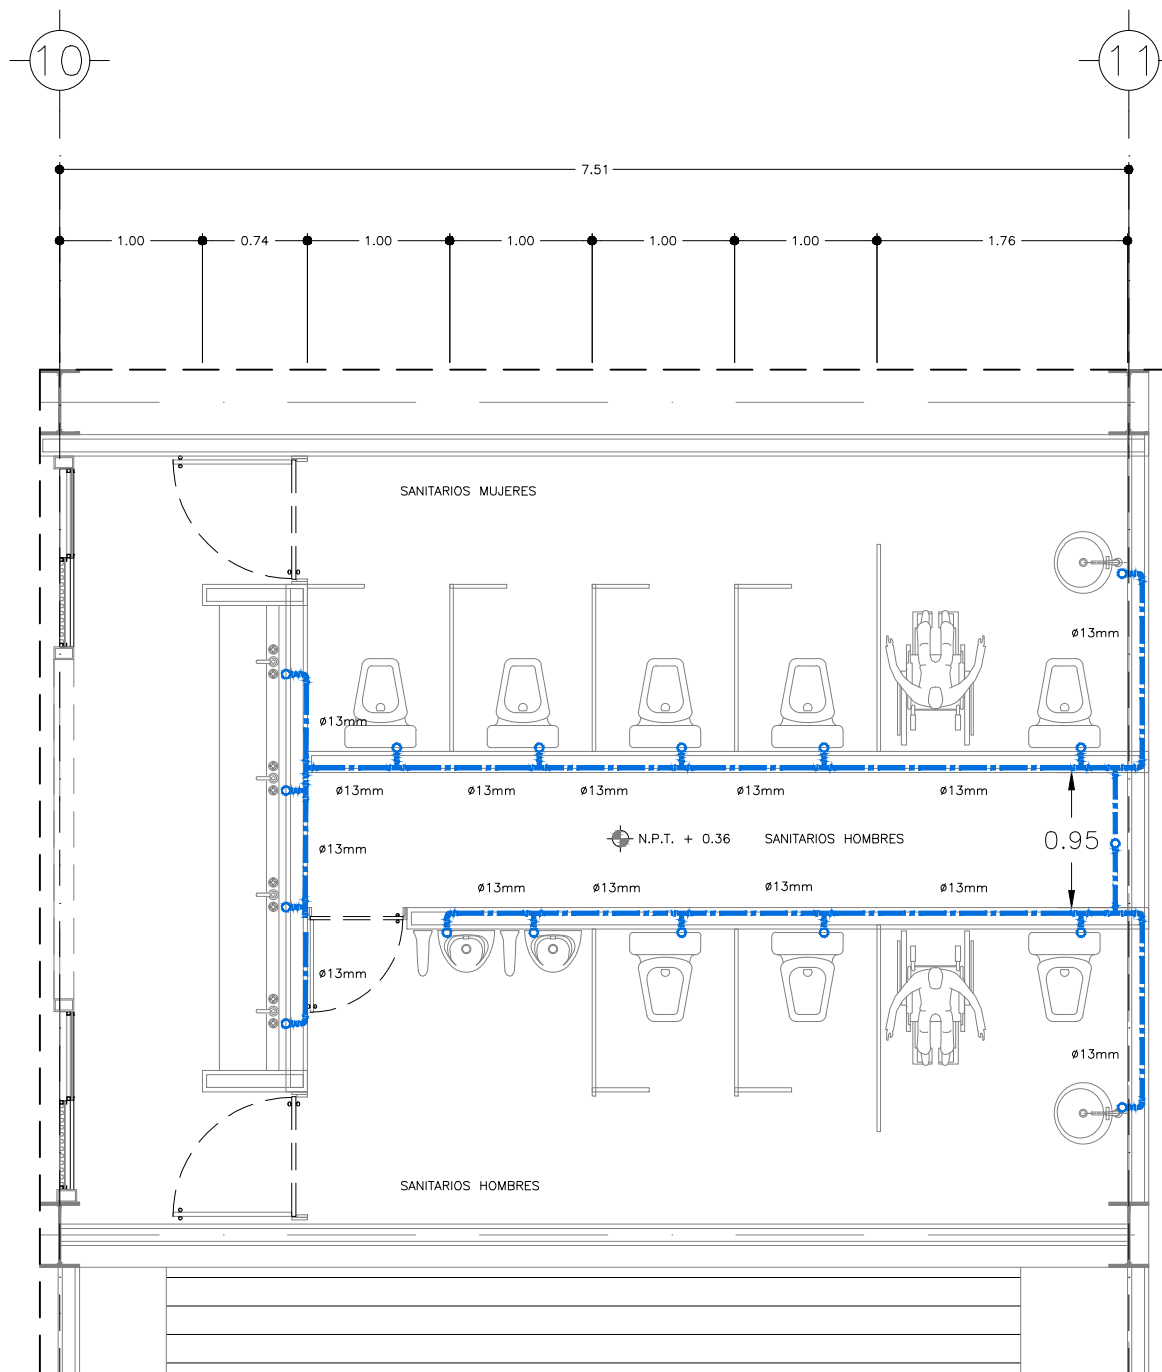 10 11
7.51
1.00 0.74 1.00 1.00 1.00 1.00 1.76
SANITARIOS MUJERES
ø13mm
ø13mm
ø13mm ø13mm ø13mm ø13mm ø13mm
N.P.T. + 0.36 SANITARIOS HOMBRES 0.95
ø13mm
ø13mm ø13mm ø13mm ø13mm
ø13mm
ø13mm
SANITARIOS HOMBRES